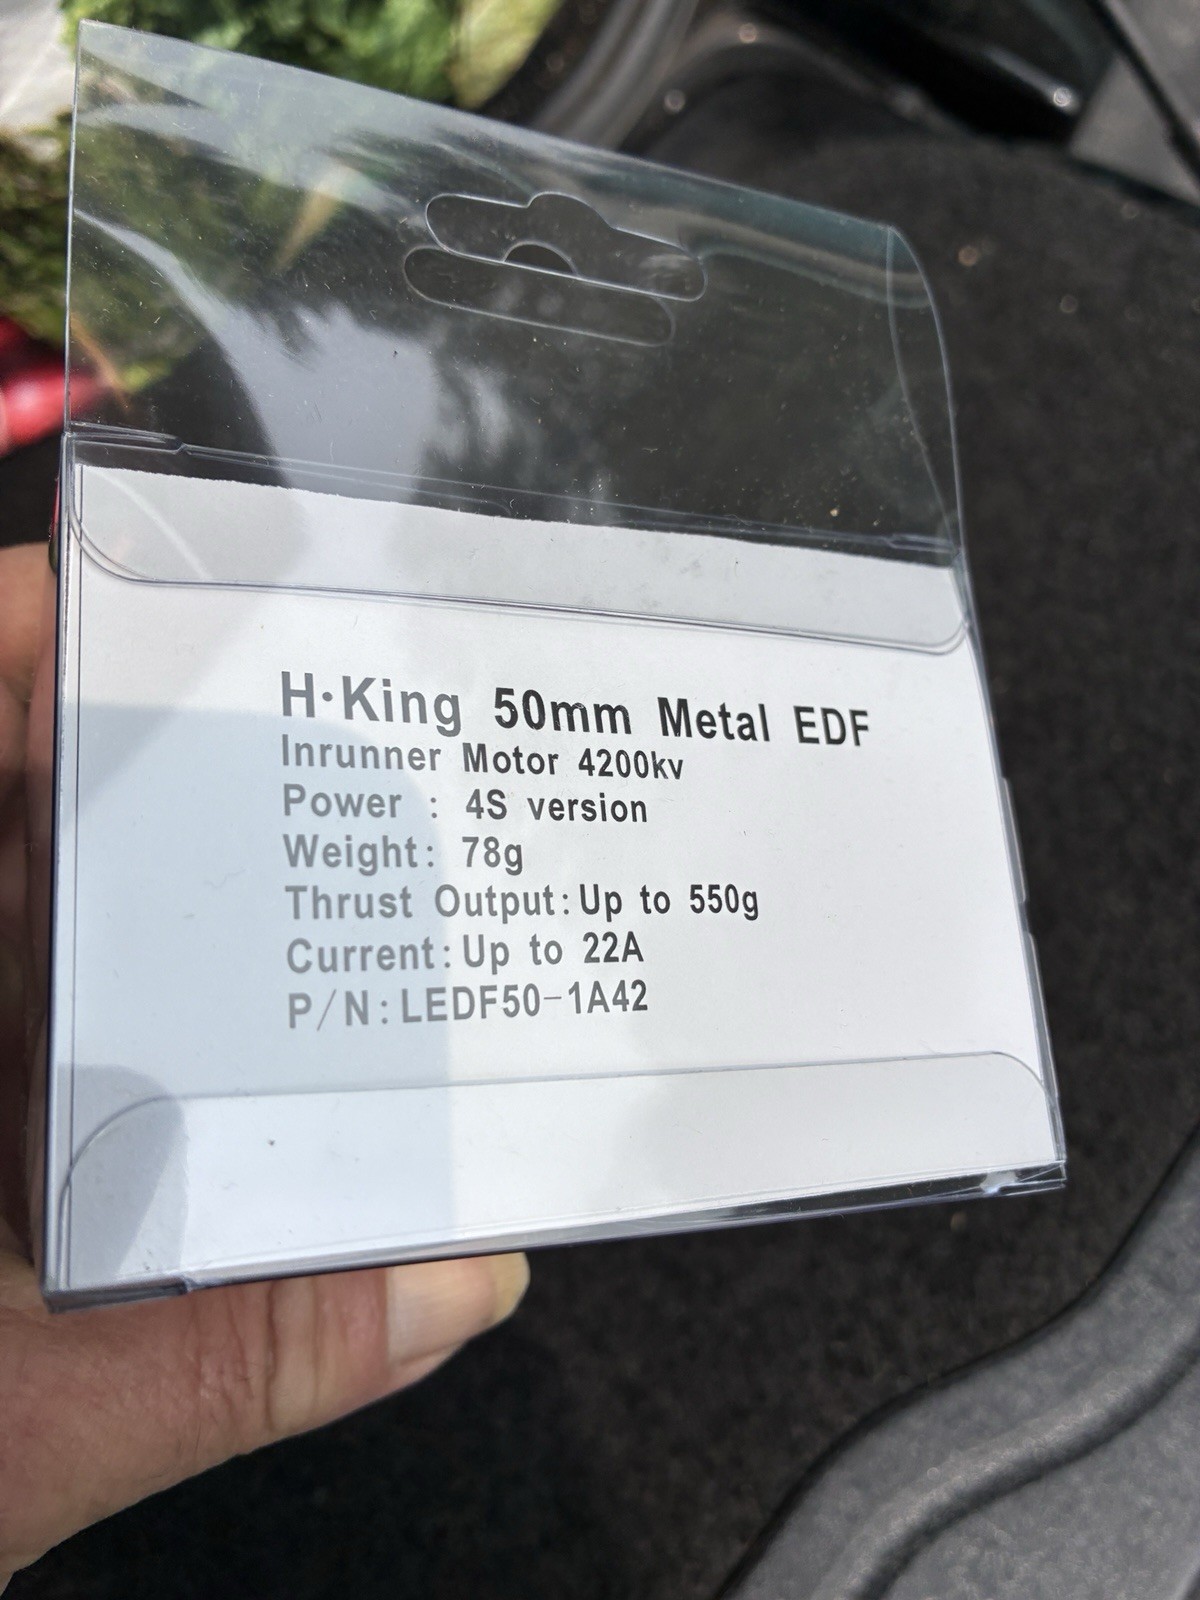 H·King 50mm Metal EDF
Inrunner Motor 4200kv
Power : 4S version
Weight: 78g
Thrust Output:Up to 550g
Current:Up to 22A
P/N:LEDF50-1A42